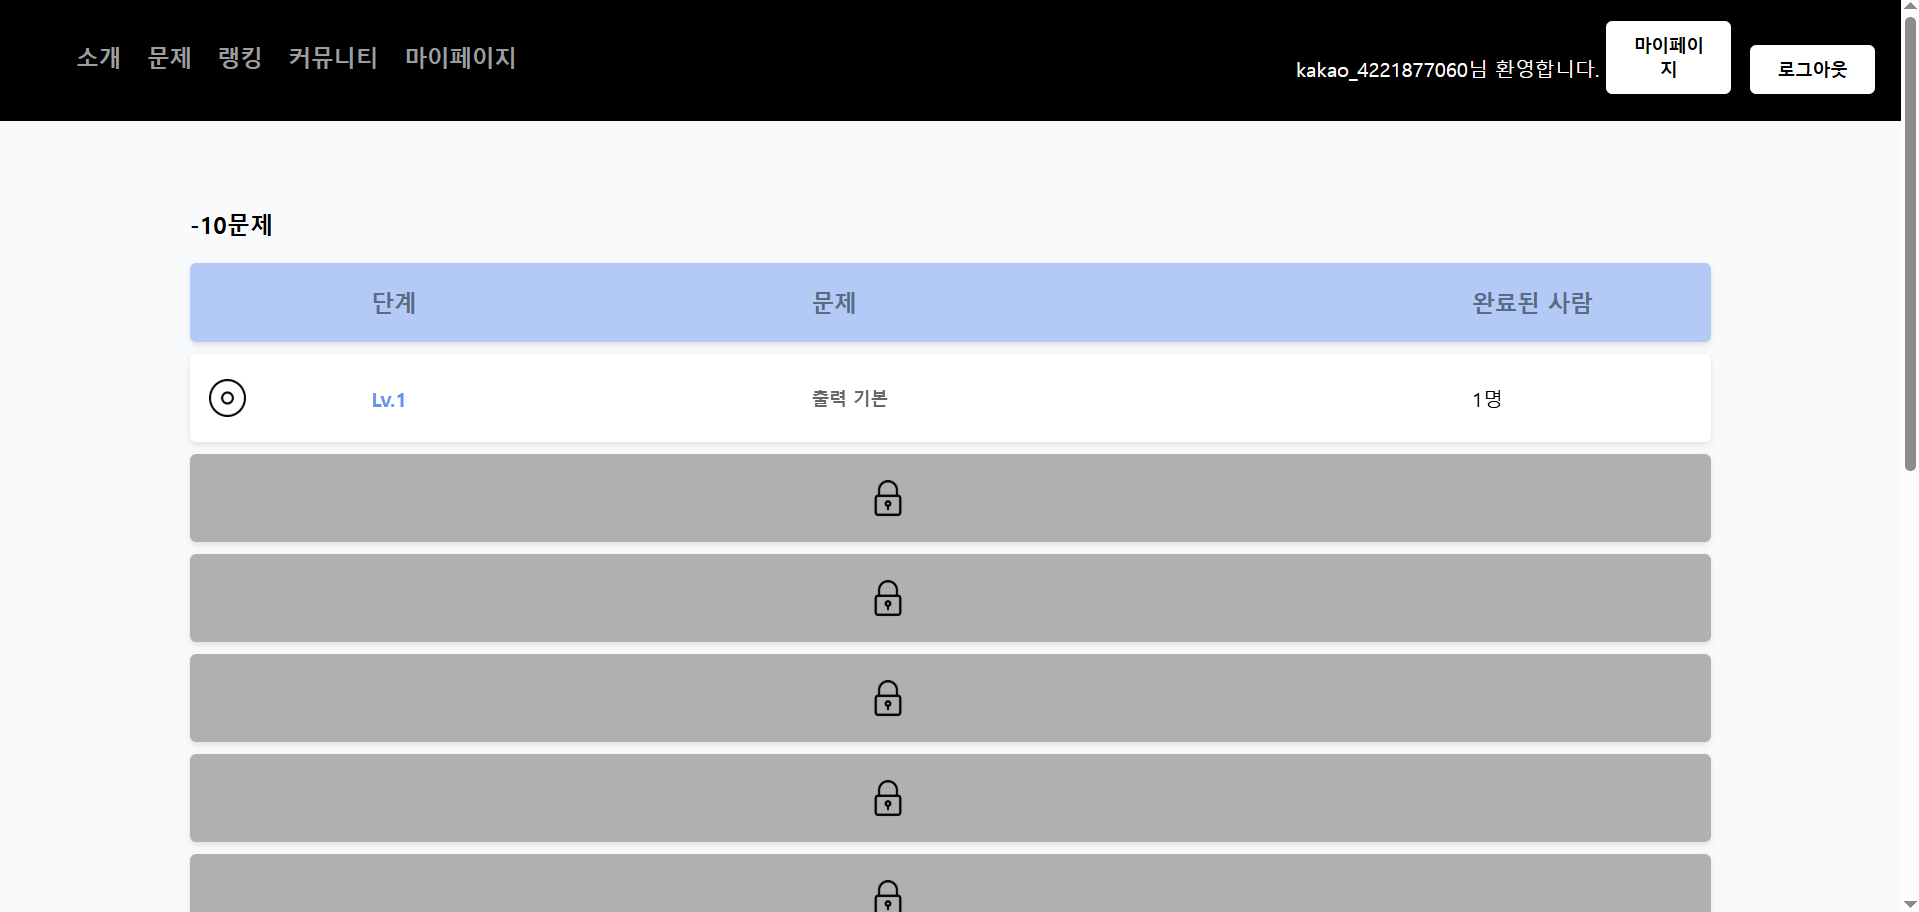 소개 문제 랭킹 커뮤니티 마이페이지
kakao_4221877060님 환영합니다.
마이페이
지
로그아웃
-10문제
단계 문제 완료된 사람
Lv.1 출력 기본 1명